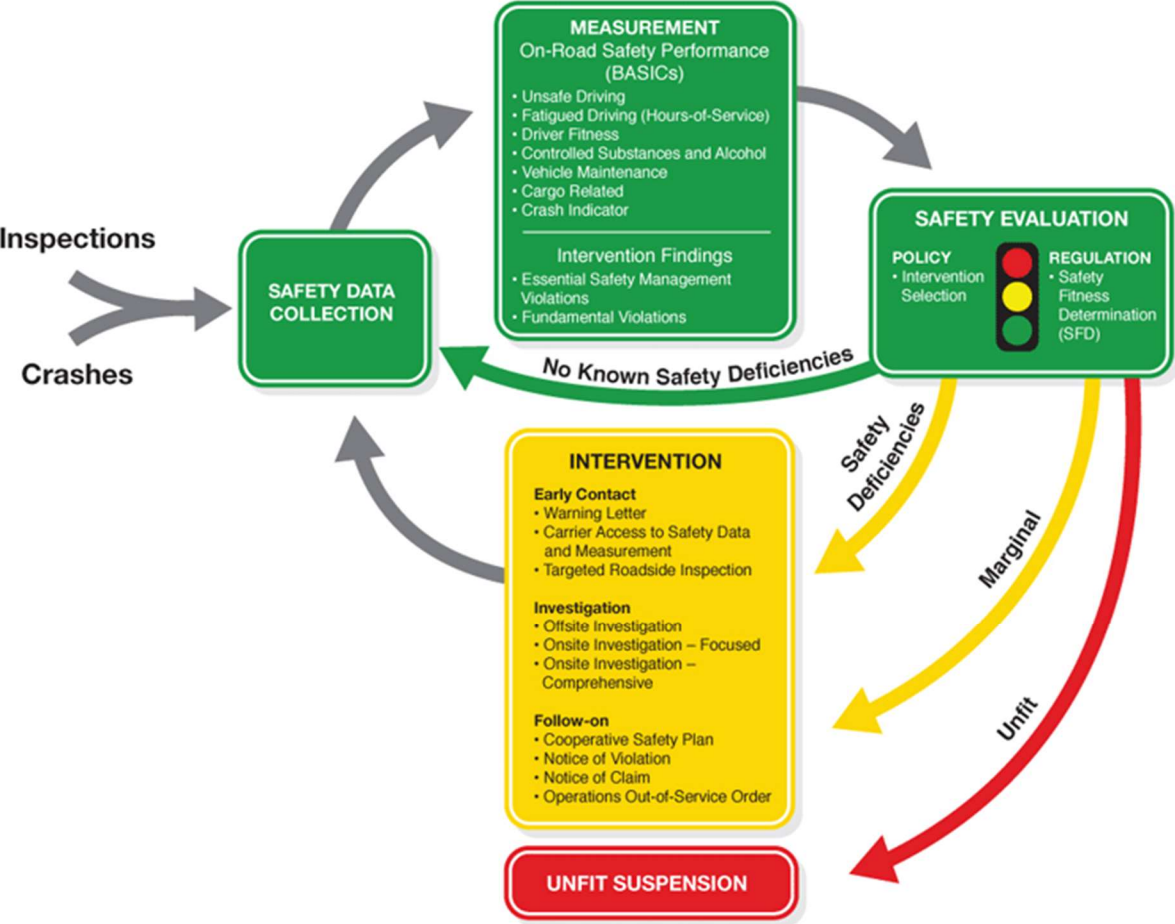 Inspections
Crashes
SAFETY DATA
COLLECTION
MEASUREMENT
On-Road Safety Performance
(BASICs)
• Unsafe Driving
• Fatigued Driving (Hours-of-Service)
• Driver Fitness
• Controlled Substances and Alcohol
• Vehicle Maintenance
• Cargo Related
• Crash Indicator
Intervention Findings
• Essential Safety Management
Violations
• Fundamental Violations
SAFETY EVALUATION
POLICY
• Intervention
Selection
REGULATION
• Safety
Fitness
Determination
(SFD)
No Known Safety Deficiencies
Safety
Deficiencies
Marginal
Unfit
INTERVENTION
Early Contact
• Warning Letter
• Carrier Access to Safety Data
and Measurement
• Targeted Roadside Inspection
Investigation
• Offsite Investigation
• Onsite Investigation – Focused
• Onsite Investigation –
Comprehensive
Follow-on
• Cooperative Safety Plan
• Notice of Violation
• Notice of Claim
• Operations Out-of-Service Order
UNFIT SUSPENSION